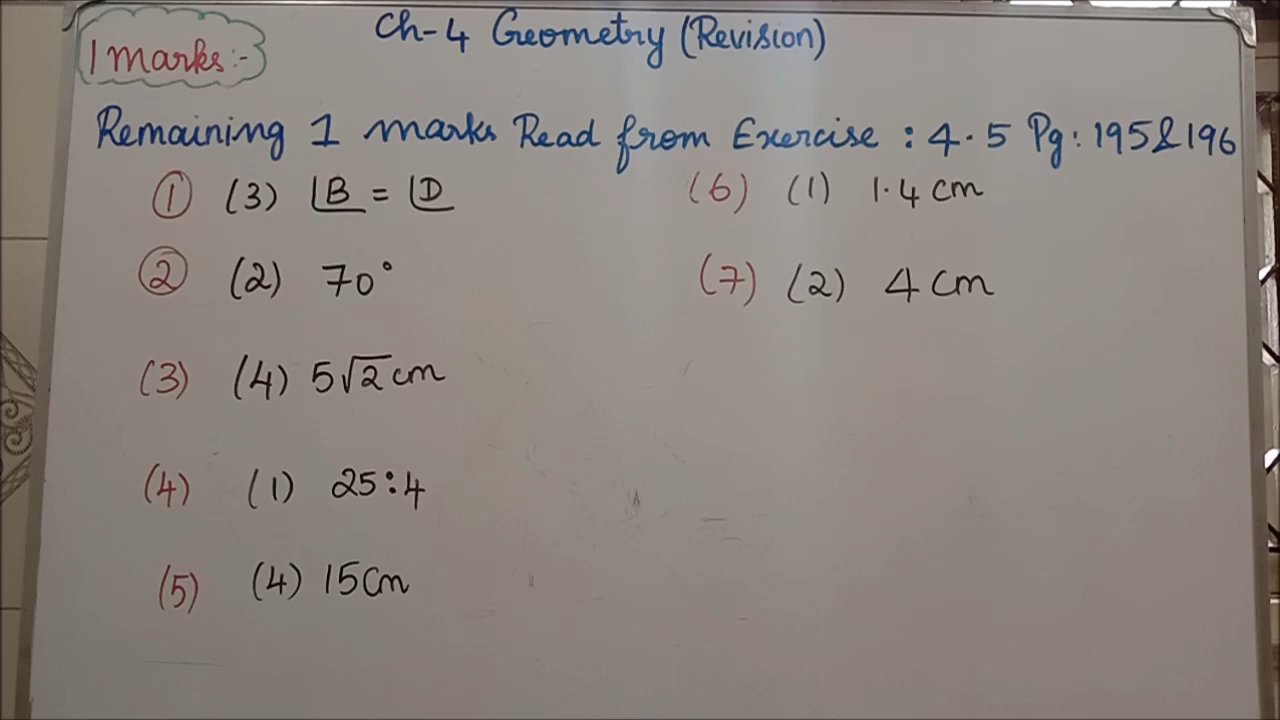 Ch-4 Geometry (Revision)
1 Marks:-
Remaining 1 marks Read from Exercise : 4.5 Pg: 195 & 196
① (3) ∠B = ∠D
② (2) 70°
(3) (4) 5√2 cm
(4) (1) 25:4
(5) (4) 15cm
(6) (1) 1.4 cm
(7) (2) 4 cm